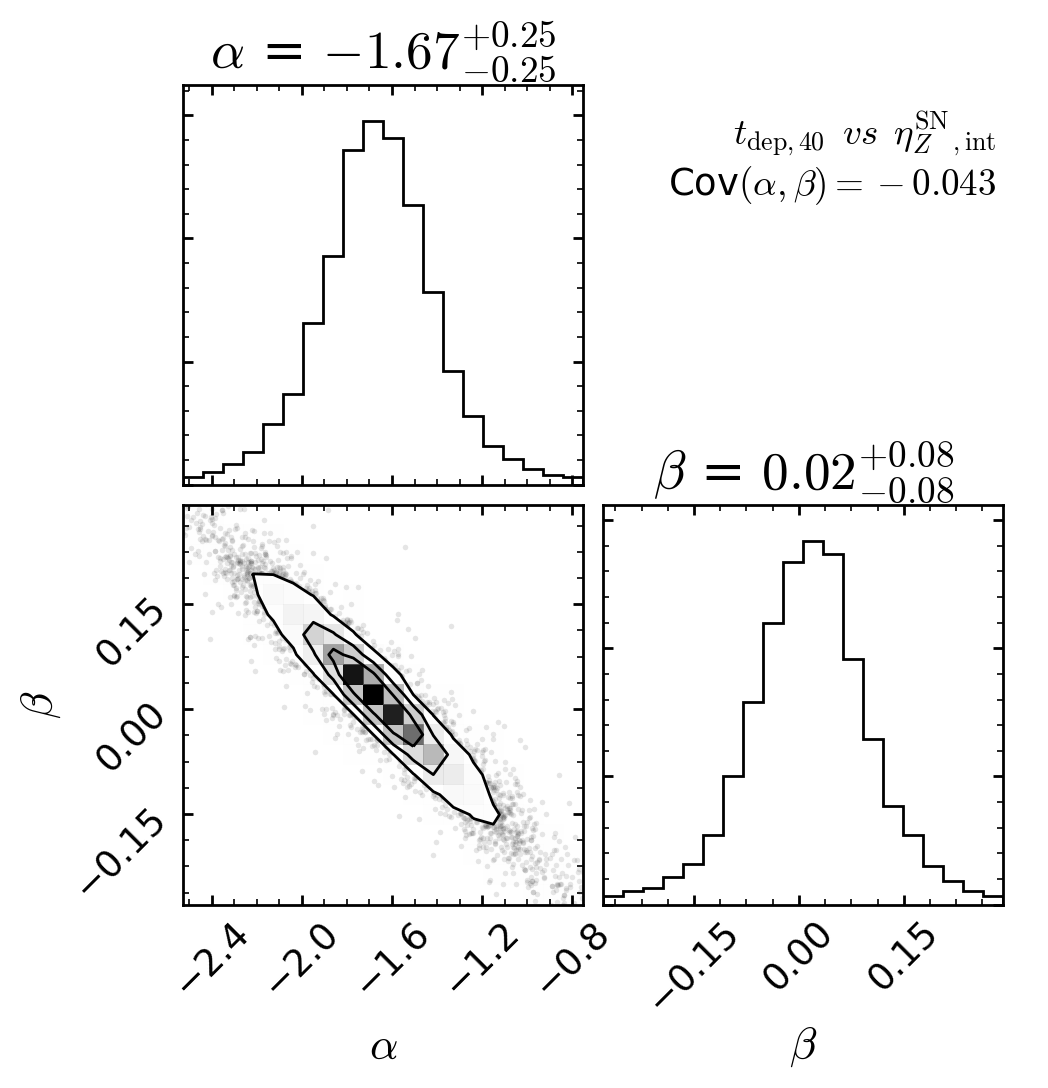 α = −1.67 +0.25 −0.25
t dep, 40 vs η Z SN , int
Cov(α, β) = − 0.043
β = 0.02 +0.08 −0.08
β
0.15
0.00
−0.15
−2.4 −2.0 −1.6 −1.2 −0.8
−0.15 0.00 0.15
α
β